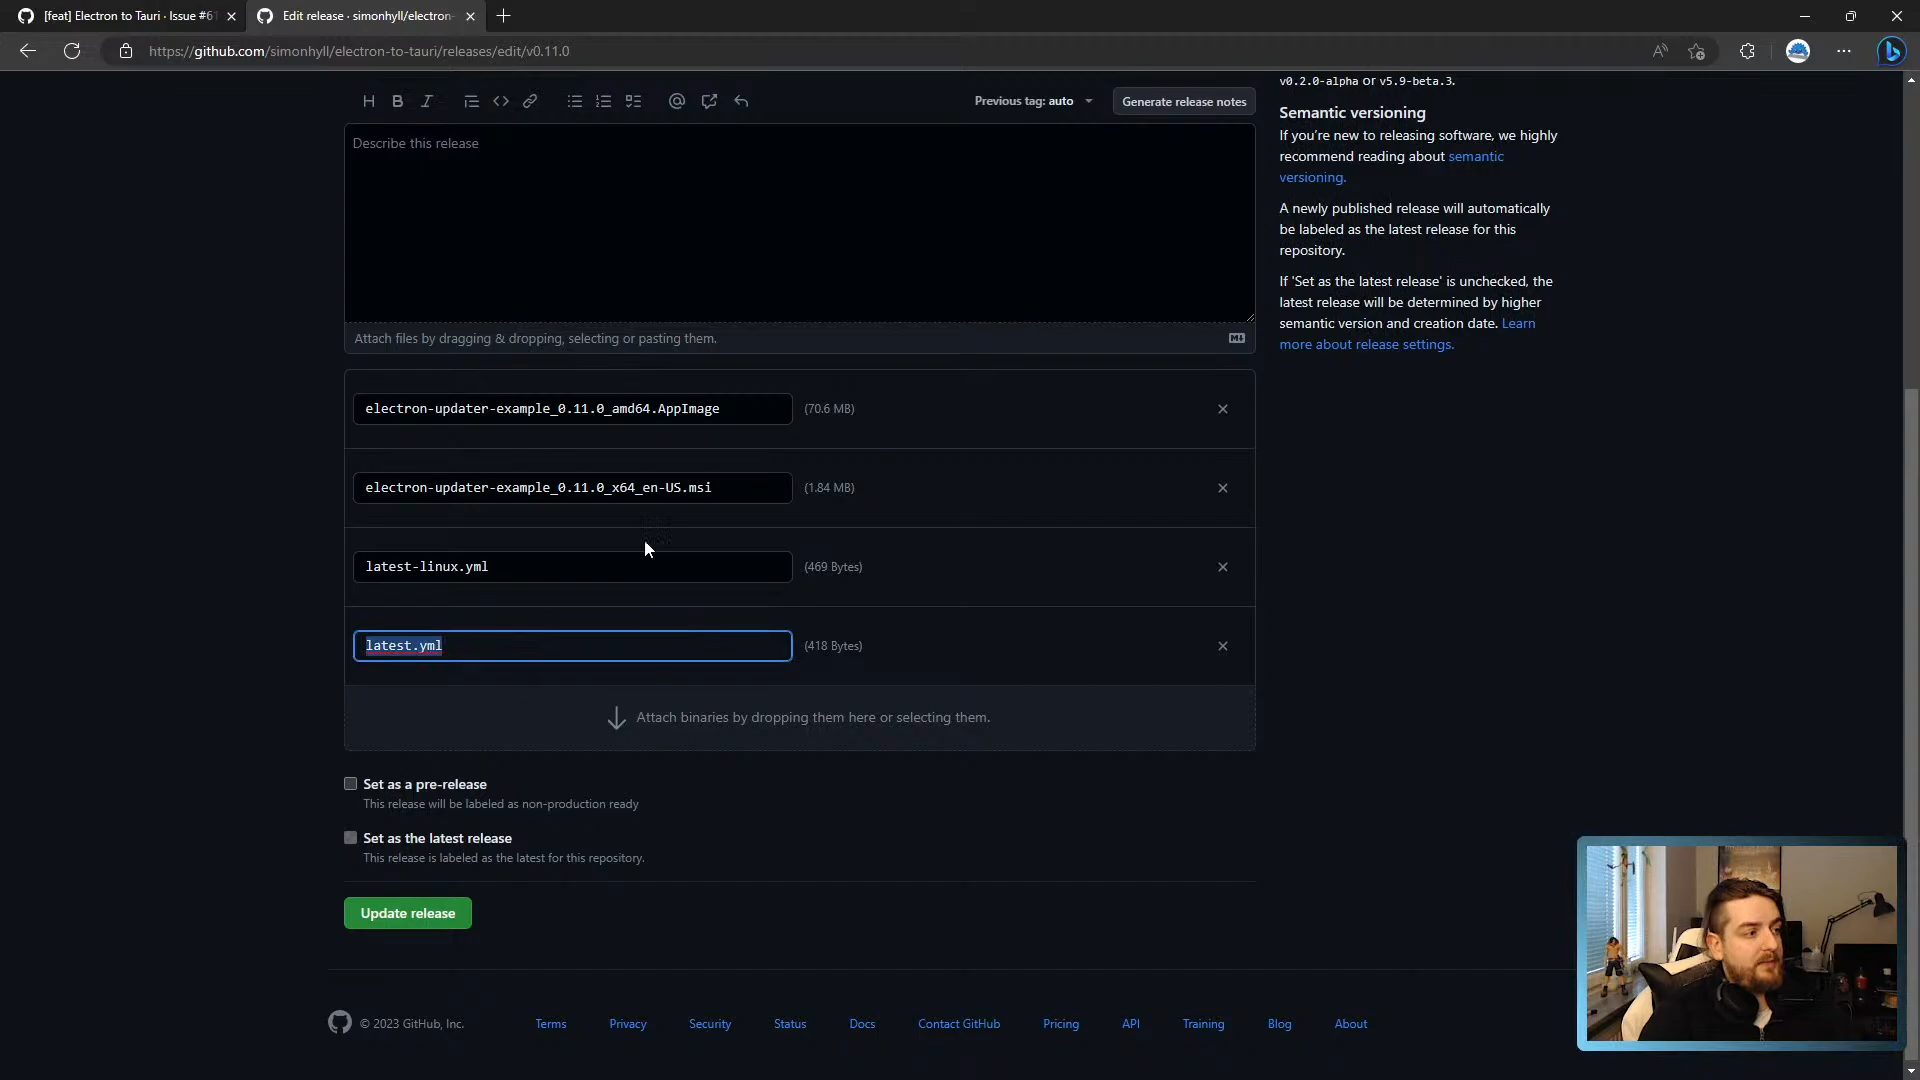 [feat] Electron to Tauri · Issue #61
Edit release · simonhyll/electron-
https://github.com/simonhyll/electron-to-tauri/releases/edit/v0.11.0
Previous tag: auto
Generate release notes
Describe this release
Attach files by dragging & dropping, selecting or pasting them.
electron-updater-example_0.11.0_amd64.AppImage
(70.6 MB)
electron-updater-example_0.11.0_x64_en-US.msi
(1.84 MB)
latest-linux.yml
(469 Bytes)
latest.yml
(418 Bytes)
Attach binaries by dropping them here or selecting them.
Set as a pre-release
This release will be labeled as non-production ready
Set as the latest release
This release is labeled as the latest for this repository.
Update release
v0.2.0-alpha or v5.9-beta.3.
Semantic versioning
If you're new to releasing software, we highly
recommend reading about semantic
versioning.
A newly published release will automatically
be labeled as the latest release for this
repository.
If 'Set as the latest release' is unchecked, the
latest release will be determined by higher
semantic version and creation date. Learn
more about release settings.
© 2023 GitHub, Inc.
Terms
Privacy
Security
Status
Docs
Contact GitHub
Pricing
API
Training
Blog
About